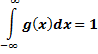 ∞
∫ g(x)dx = 1
−∞